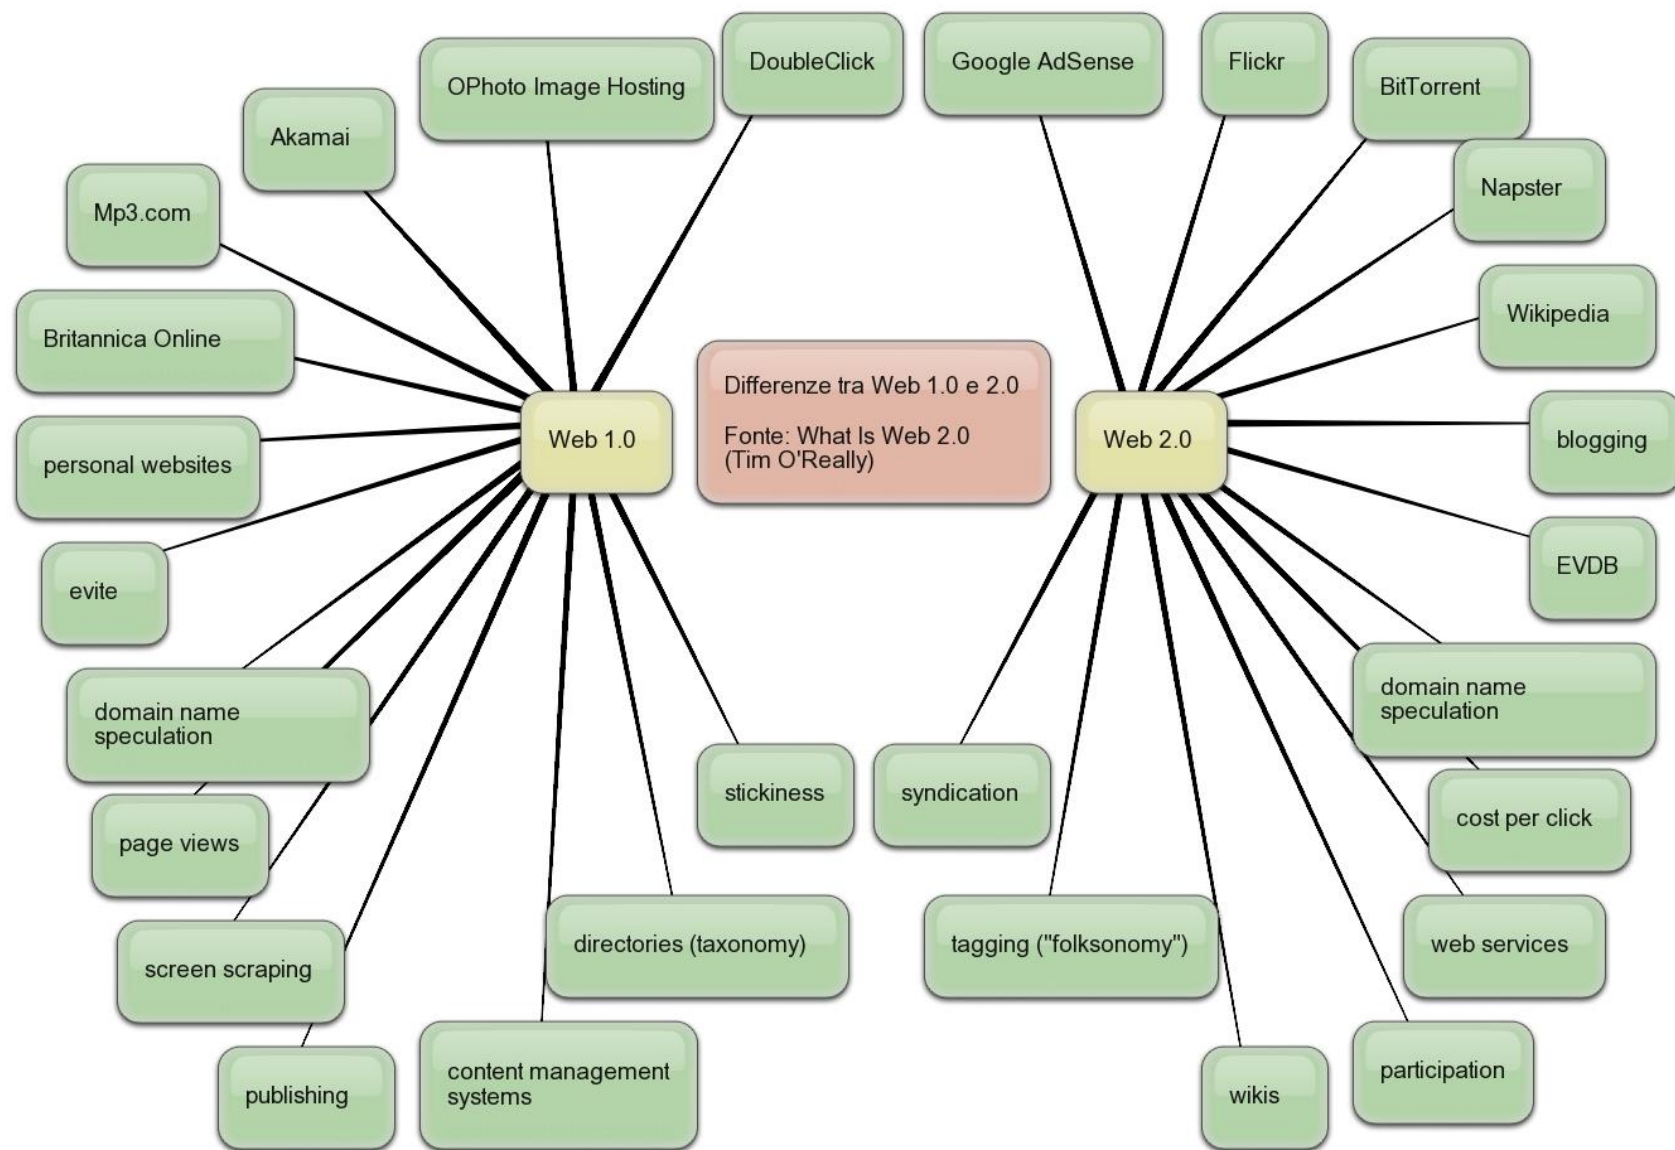 DoubleClick
OPhoto Image Hosting
Akamai
Mp3.com
Britannica Online
personal websites
evite
domain name
speculation
page views
screen scraping
publishing
content management
systems
directories (taxonomy)
stickiness
Web 1.0
Differenze tra Web 1.0 e 2.0
Fonte: What Is Web 2.0
(Tim O'Really)
Web 2.0
Google AdSense
Flickr
BitTorrent
Napster
Wikipedia
blogging
EVDB
domain name
speculation
cost per click
web services
participation
wikis
tagging ("folksonomy")
syndication